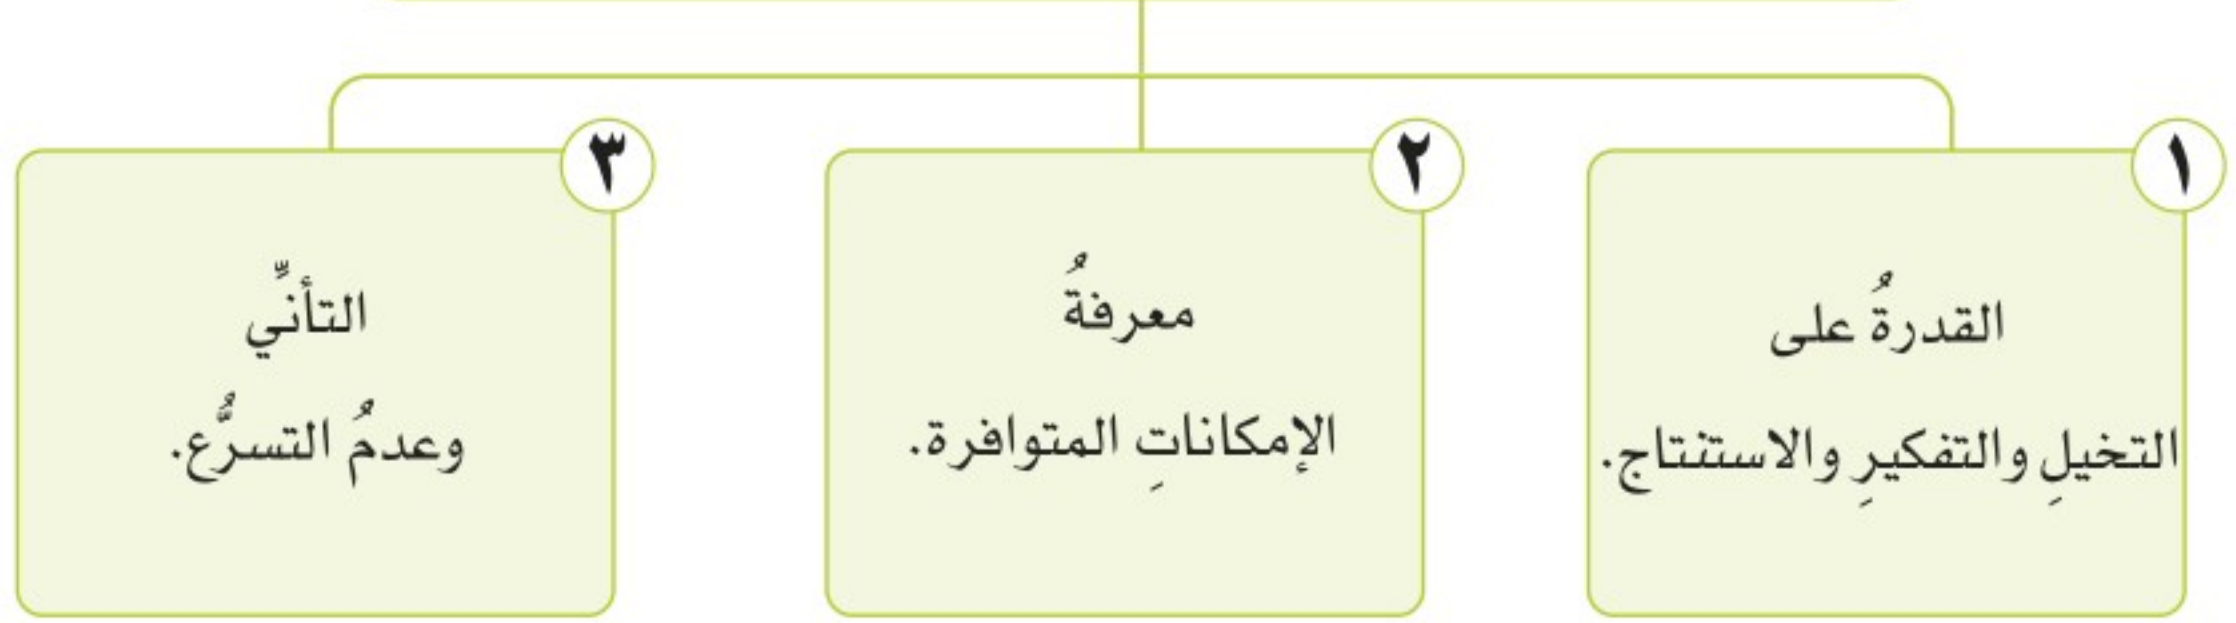 ١
القدرةُ على
التخيلِ والتفكيرِ والاستنتاج.
٢
معرفةُ
الإمكاناتِ المتوافرة.
٣
التأنِّي
وعدمُ التسرُّع.